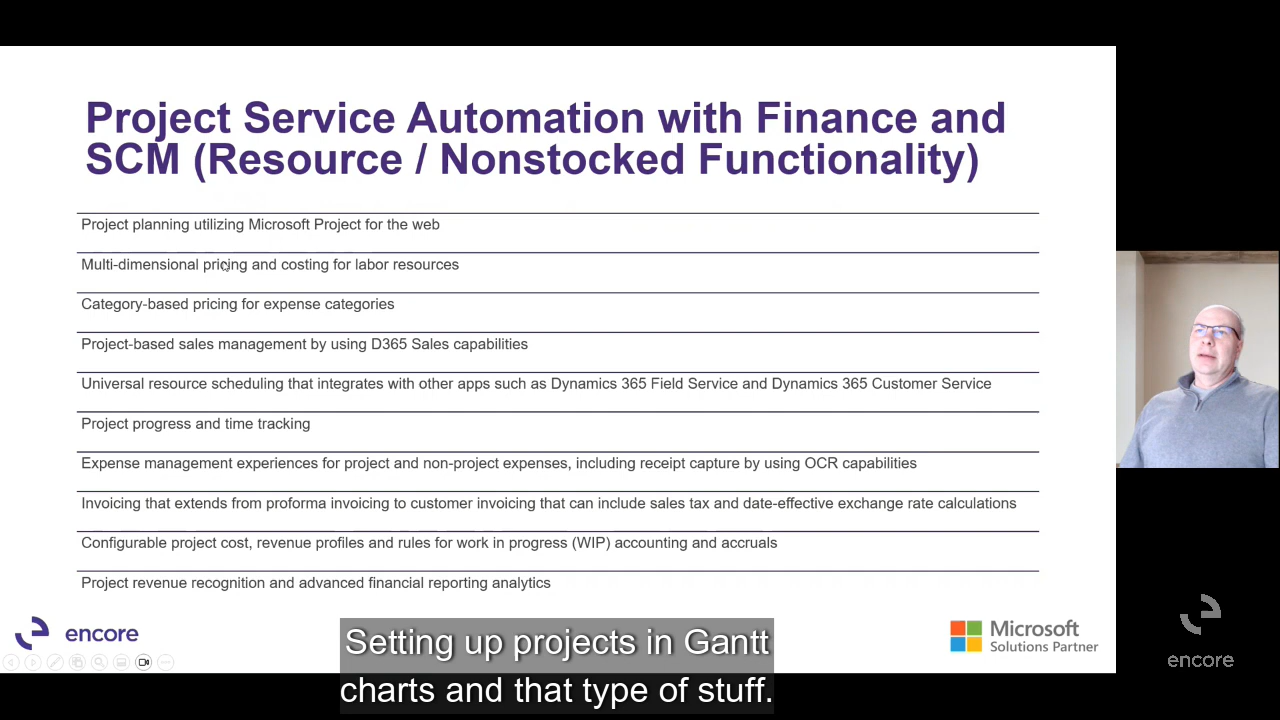 Project Service Automation with Finance and
SCM (Resource / Nonstocked Functionality)
Project planning utilizing Microsoft Project for the web
Multi-dimensional pricing and costing for labor resources
Category-based pricing for expense categories
Project-based sales management by using D365 Sales capabilities
Universal resource scheduling that integrates with other apps such as Dynamics 365 Field Service and Dynamics 365 Customer Service
Project progress and time tracking
Expense management experiences for project and non-project expenses, including receipt capture by using OCR capabilities
Invoicing that extends from proforma invoicing to customer invoicing that can include sales tax and date-effective exchange rate calculations
Configurable project cost, revenue profiles and rules for work in progress (WIP) accounting and accruals
Project revenue recognition and advanced financial reporting analytics
encore
Microsoft
Solutions Partner
encore
Setting up projects in Gantt
charts and that type of stuff.